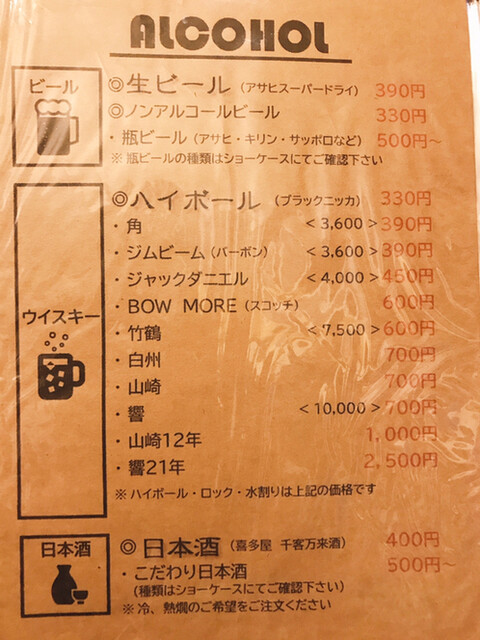 ALCOHOL
ビール
◎生ビール (アサヒスーパードライ) 390円
◎ノンアルコールビール 330円
・瓶ビール (アサヒ・キリン・サッポロなど) 500円~
※瓶ビールの種類はショーケースにてご確認下さい
ウイスキー
◎ハイボール (ブラックニッカ) 330円
・角 <3,600> 390円
・ジムビーム (バーボン) <3,600> 390円
・ジャックダニエル <4,000> 450円
・BOW MORE (スコッチ) 600円
・竹鶴 <7,500> 600円
・白州 700円
・山崎 700円
・響 <10,000> 700円
・山崎12年 1,000円
・響21年 2,500円
※ハイボール・ロック・水割りは上記の価格です
日本酒
◎日本酒 (喜多屋 千客万来酒) 400円
・こだわり日本酒 500円~
(種類はショーケースにてご確認下さい)
※冷、熱燗のご希望をご注文ください